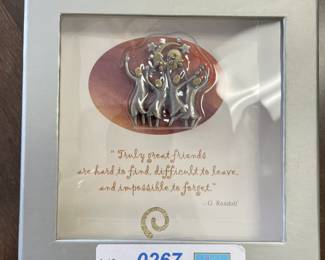 "Truly great friends
are hard to find, difficult to leave,
and impossible to forget."
- G. Randolf
0267